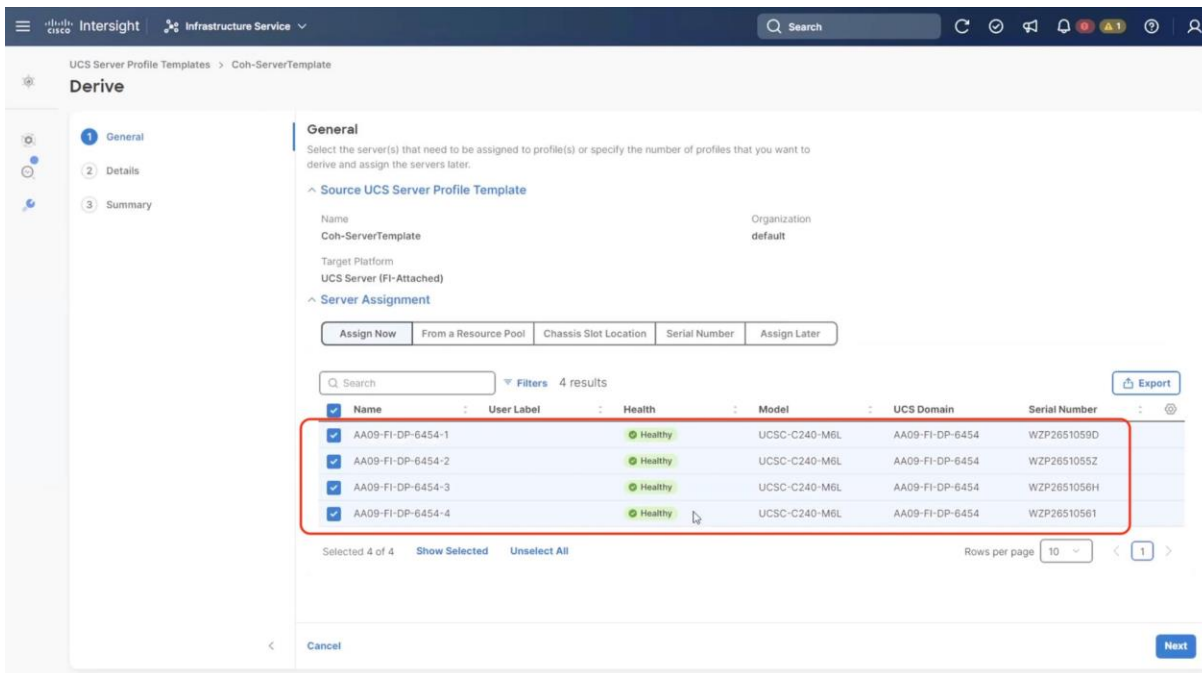 CISCO Intersight Infrastructure Service Search 0 1
UCS Server Profile Templates > Coh-ServerTemplate
Derive
1 General
2 Details
3 Summary
General
Select the server(s) that need to be assigned to profile(s) or specify the number of profiles that you want to
derive and assign the servers later.
Source UCS Server Profile Template
Name Organization
Coh-ServerTemplate default
Target Platform
UCS Server (FI-Attached)
Server Assignment
Assign Now From a Resource Pool Chassis Slot Location Serial Number Assign Later
Search Filters 4 results Export
Name User Label Health Model UCS Domain Serial Number
AA09-FI-DP-6454-1 Healthy UCSC-C240-M6L AA09-FI-DP-6454 WZP2651059D
AA09-FI-DP-6454-2 Healthy UCSC-C240-M6L AA09-FI-DP-6454 WZP2651055Z
AA09-FI-DP-6454-3 Healthy UCSC-C240-M6L AA09-FI-DP-6454 WZP2651056H
AA09-FI-DP-6454-4 Healthy UCSC-C240-M6L AA09-FI-DP-6454 WZP26510561
Selected 4 of 4 Show Selected Unselect All Rows per page 10 1
Cancel Next